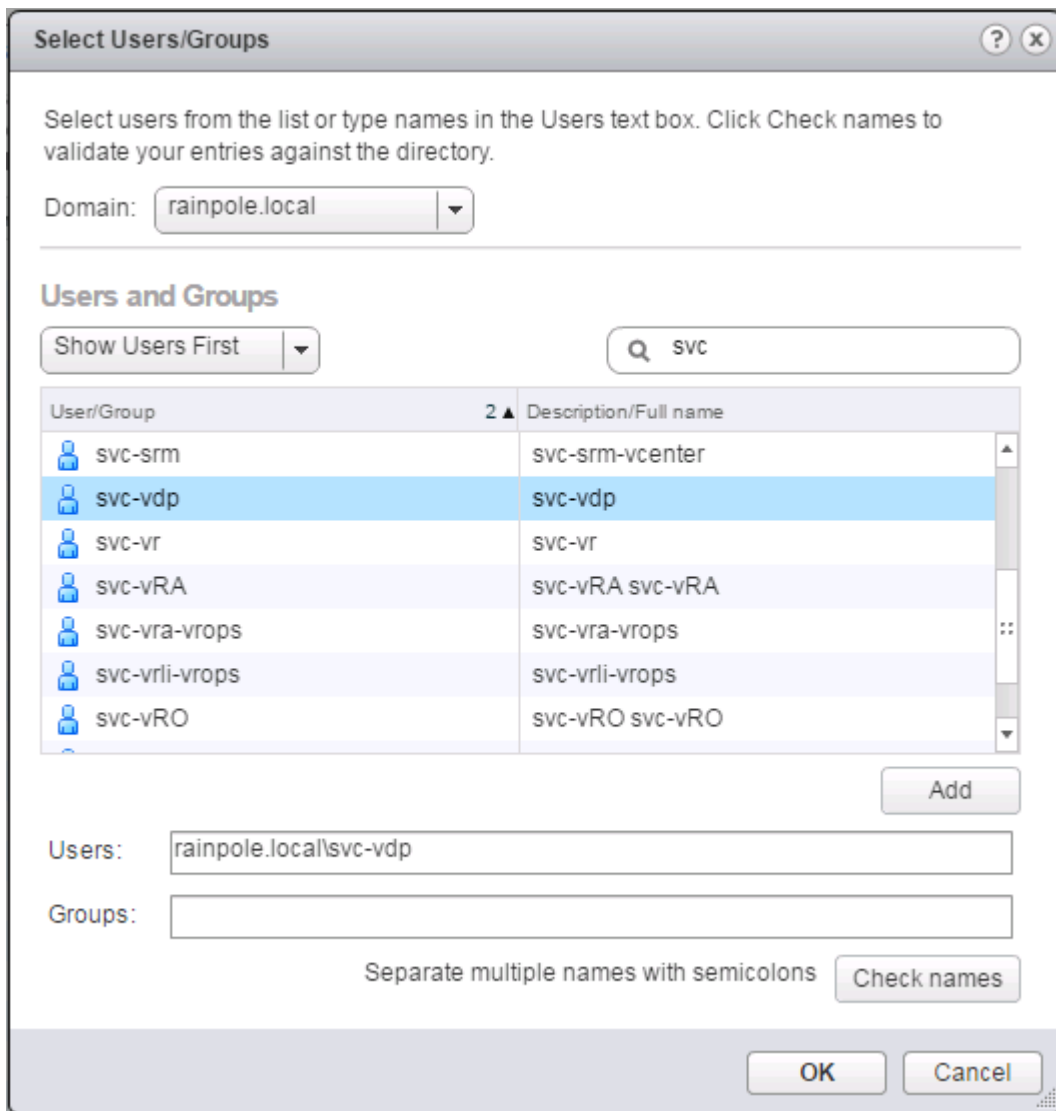 Select Users/Groups
Select users from the list or type names in the Users text box. Click Check names to
validate your entries against the directory.
Domain: rainpole.local
Users and Groups
Show Users First svc
User/Group 2 ▲ Description/Full name
svc-srm svc-srm-vcenter
svc-vdp svc-vdp
svc-vr svc-vr
svc-vRA svc-vRA svc-vRA
svc-vra-vrops svc-vra-vrops
svc-vrli-vrops svc-vrli-vrops
svc-vRO svc-vRO svc-vRO
Add
Users: rainpole.local\svc-vdp
Groups:
Separate multiple names with semicolons Check names
OK Cancel